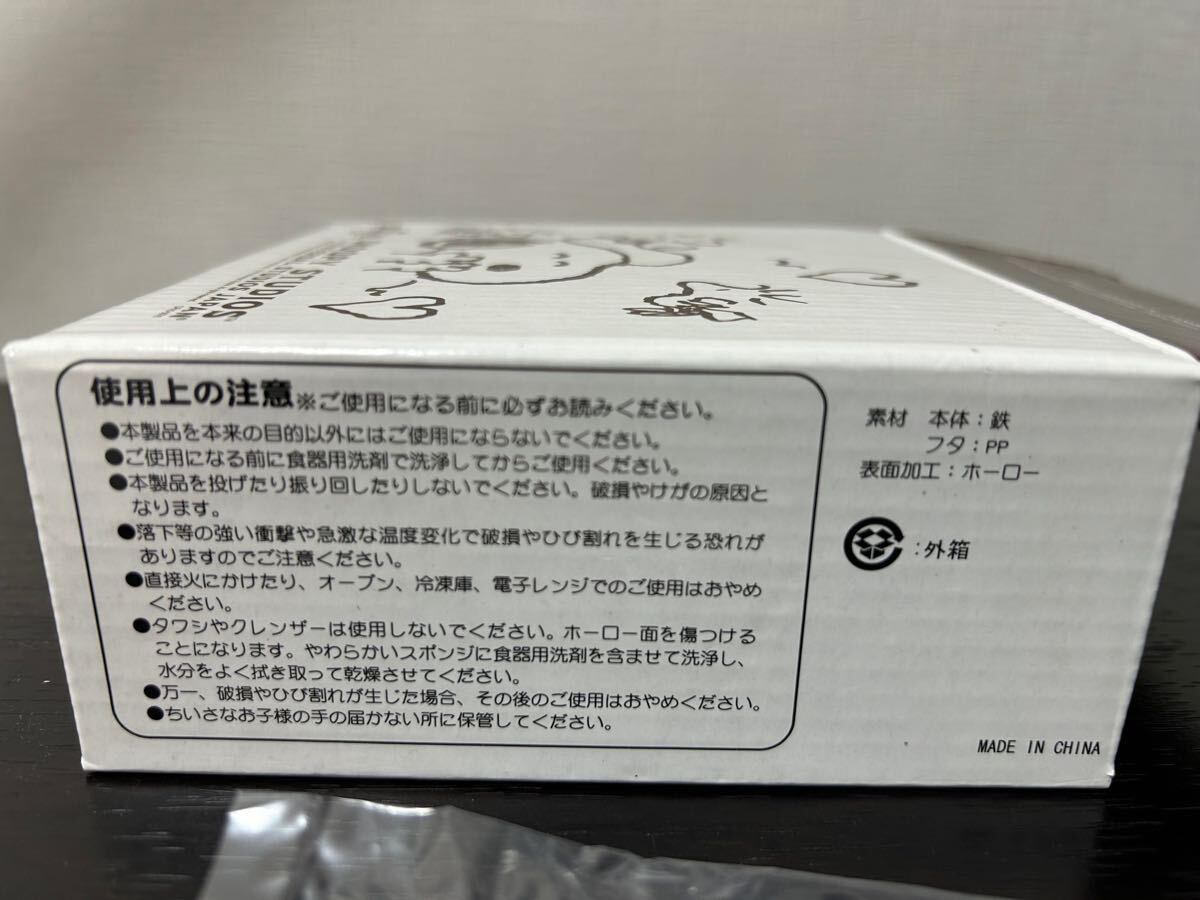 STUDIOS
JAPAN
使用上の注意 ※ご使用になる前に必ずお読みください。
●本製品を本来の目的以外にはご使用にならないでください。
●ご使用になる前に食器用洗剤で洗浄してからご使用ください。
●本製品を投げたり振り回したりしないでください。破損やけがの原因と
なります。
●落下等の強い衝撃や急激な温度変化で破損やひび割れを生じる恐れが
ありますのでご注意ください。
●直接火にかけたり、オーブン、冷凍庫、電子レンジでのご使用はおやめ
ください。
●タワシやクレンザーは使用しないでください。ホーロー面を傷つける
ことになります。やわらかいスポンジに食器用洗剤を含ませて洗浄し、
水分をよく拭き取って乾燥させてください。
●万一、破損やひび割れが生じた場合、その後のご使用はおやめください。
●ちいさなお子様の手の届かない所に保管してください。
素材 本体：鉄
フタ：PP
表面加工：ホーロー
：外箱
MADE IN CHINA